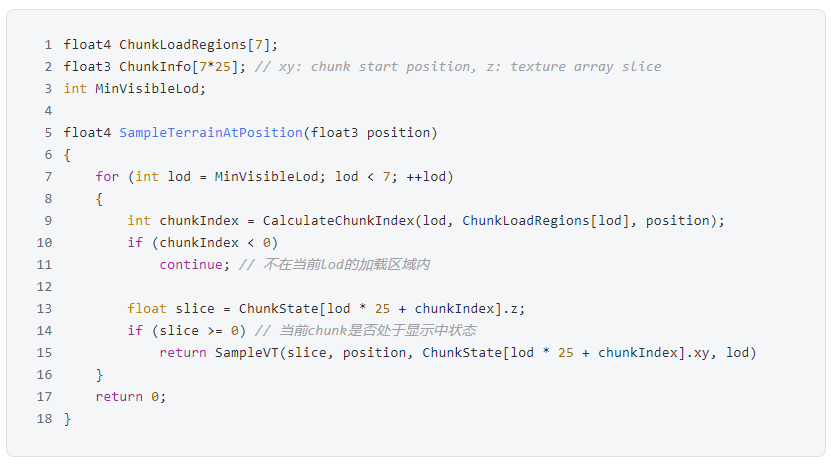 1 float4 ChunkLoadRegions[7];
2 float3 ChunkInfo[7*25]; // xy: chunk start position, z: texture array slice
3 int MinVisibleLod;
4
5 float4 SampleTerrainAtPosition(float3 position)
6 {
7     for (int lod = MinVisibleLod; lod < 7; ++lod)
8     {
9         int chunkIndex = CalculateChunkIndex(lod, ChunkLoadRegions[lod], position);
10         if (chunkIndex < 0)
11             continue; // 不在当前lod的加载区域内
12
13         float slice = ChunkState[lod * 25 + chunkIndex].z;
14         if (slice >= 0) // 当前chunk是否处于显示中状态
15             return SampleVT(slice, position, ChunkState[lod * 25 + chunkIndex].xy, lod)
16     }
17     return 0;
18 }